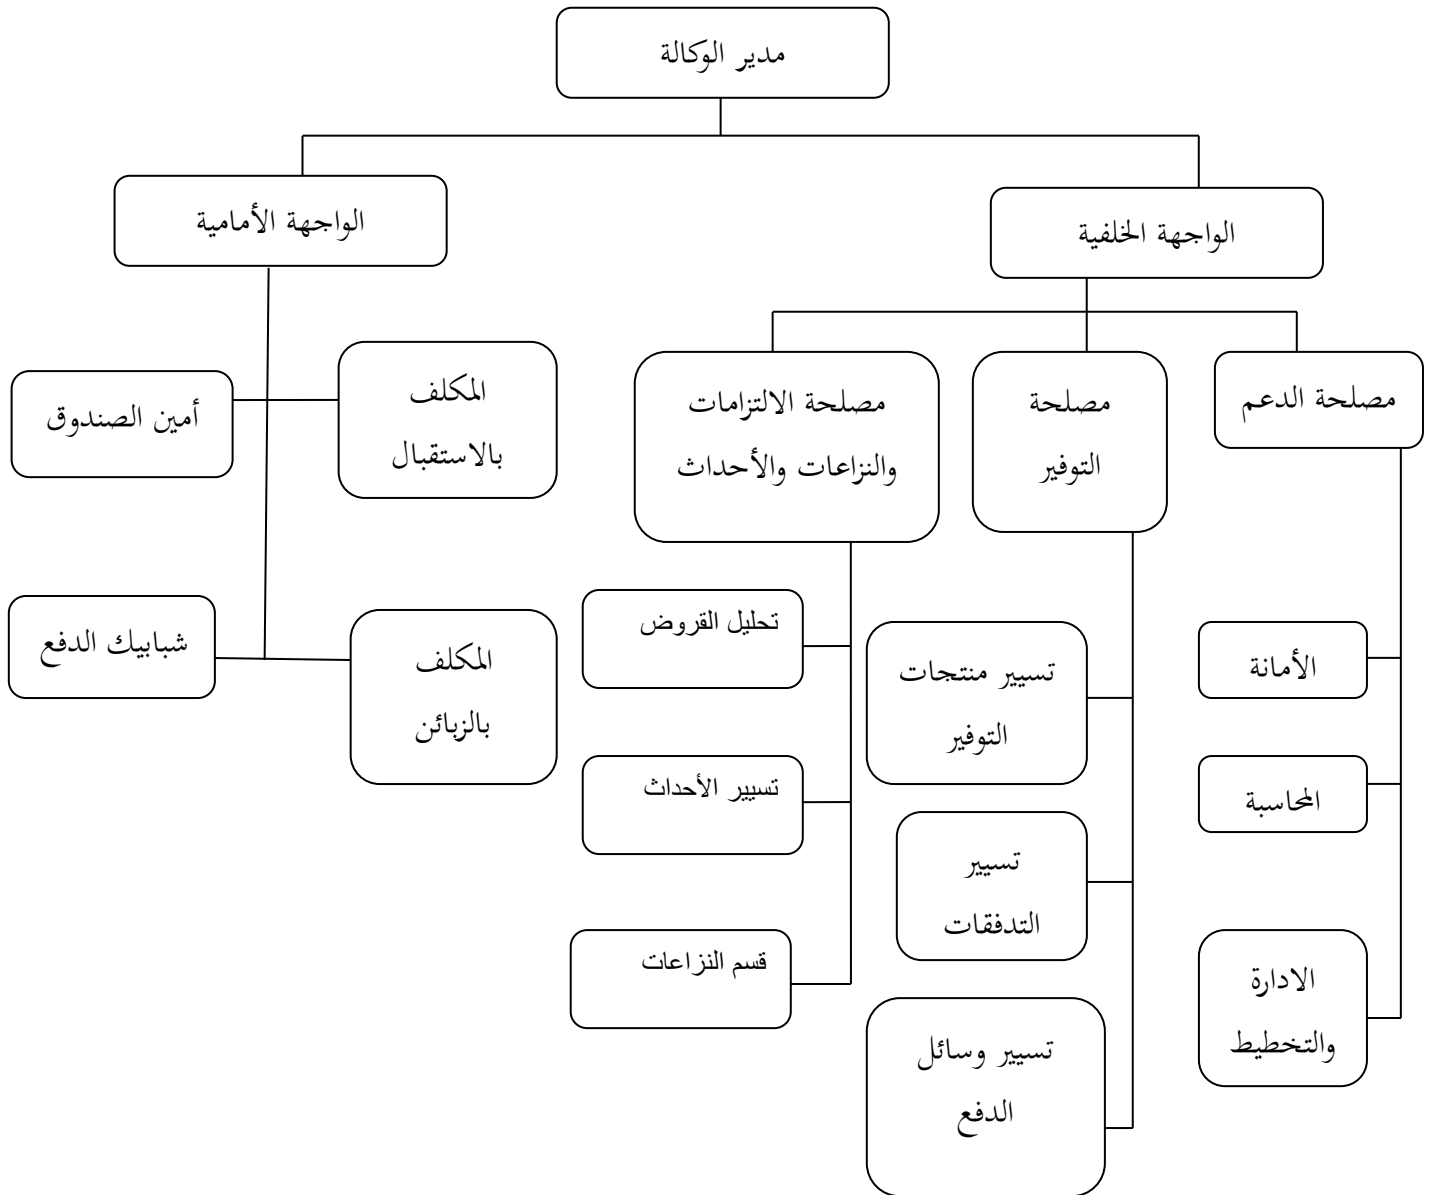 مدير الوكالة
الواجهة الخلفية
الواجهة الأمامية
مصلحة الدعم
مصلحة
التوفير
مصلحة الالتزامات
والنزاعات والأحداث
المكلف
بالاستقبال
أمين الصندوق
الأمانة
المحاسبة
الادارة
والتخطيط
تسيير منتجات
التوفير
تسيير
التدفقات
تسيير وسائل
الدفع
تحليل القروض
تسيير الأحداث
قسم النزاعات
المكلف
بالزبائن
شبابيك الدفع